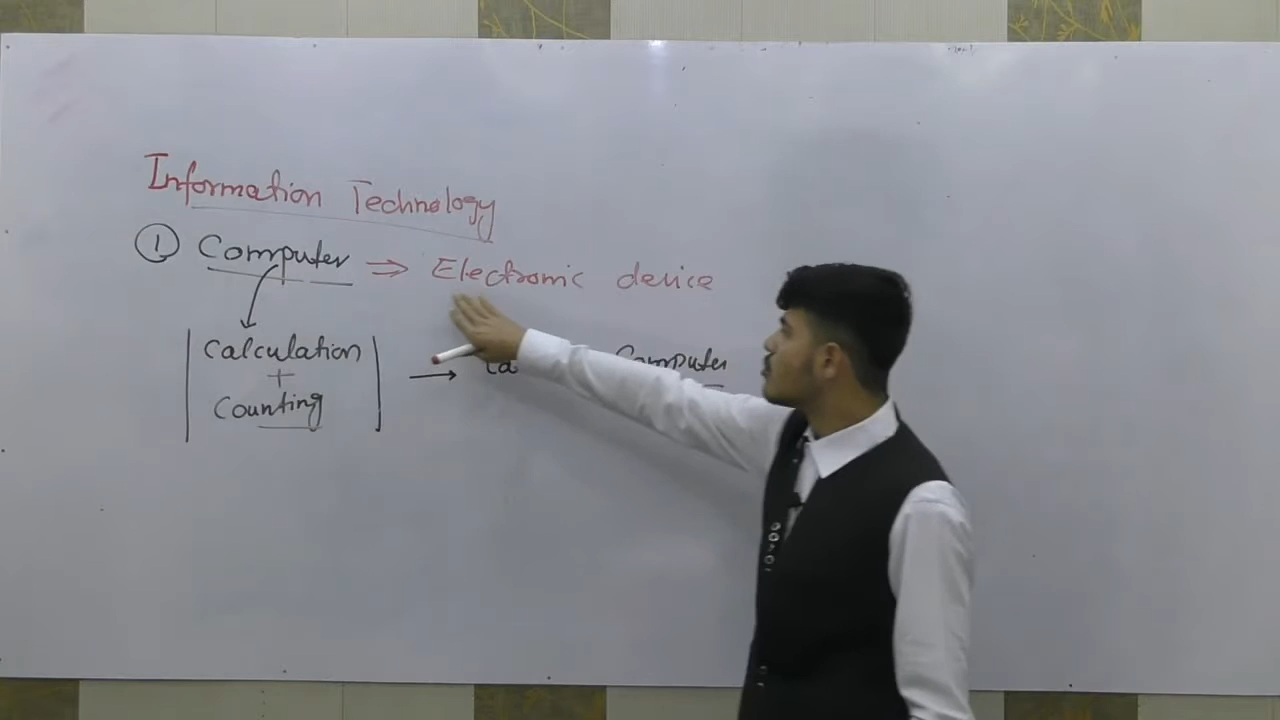 Information Technology
① Computer ⇒ Electronic device
Calculation → Computer
+
Counting